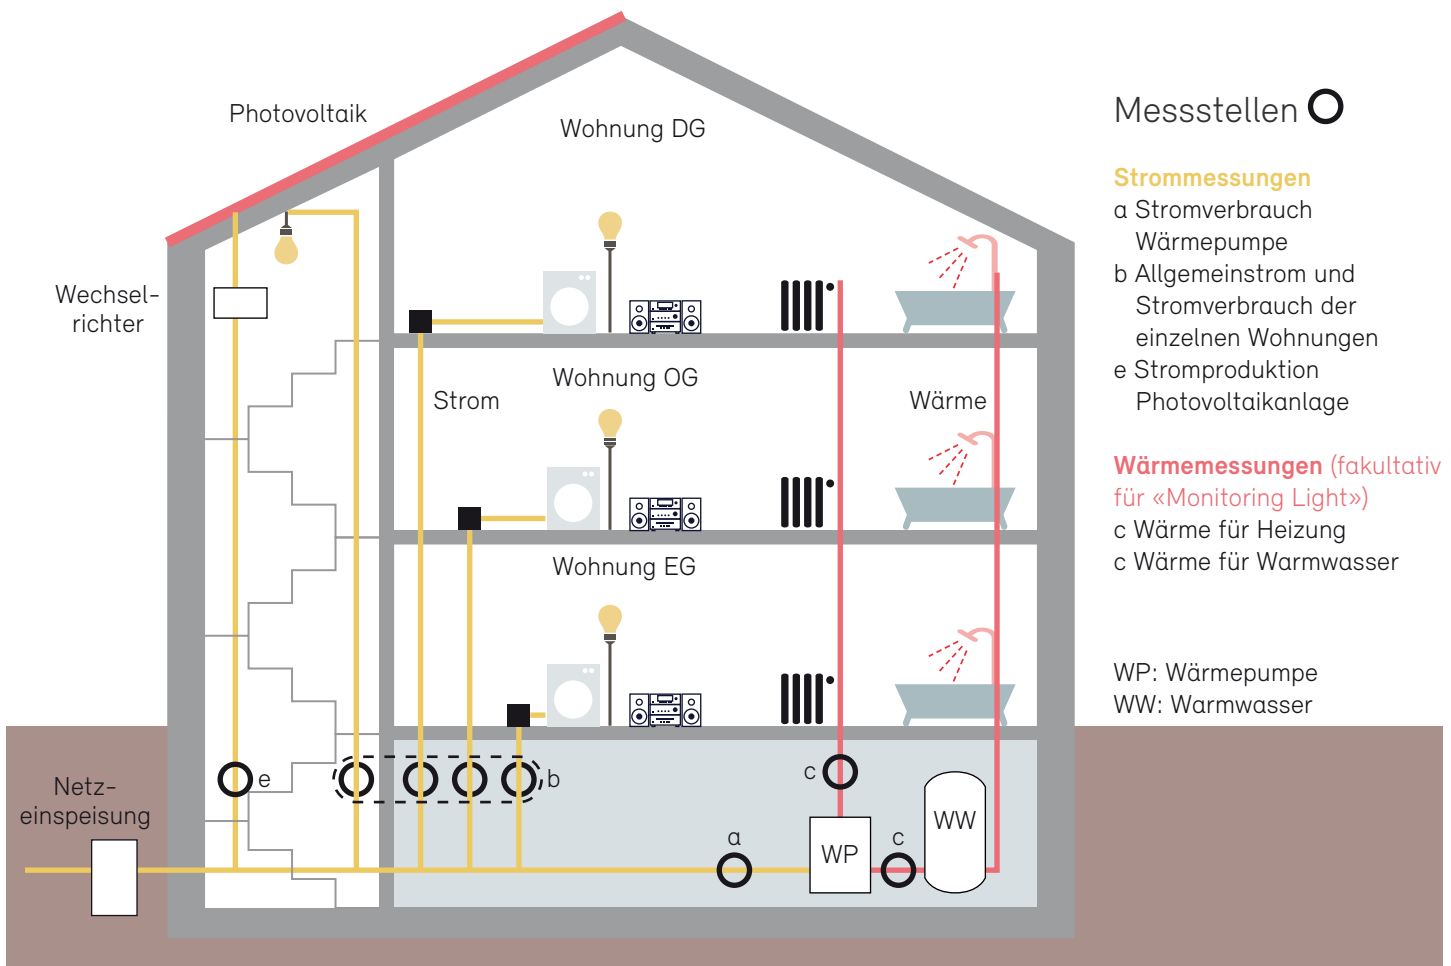 Photovoltaik
Wohnung DG
Wechsel-
richter
Wohnung OG
Strom
Wärme
Wohnung EG
e
b
c
Netz-
einspeisung
a
WP
c
WW
Messstellen
Strommessungen
a Stromverbrauch
Wärmepumpe
b Allgemeinstrom und
Stromverbrauch der
einzelnen Wohnungen
e Stromproduktion
Photovoltaikanlage
Wärmemessungen (fakultativ
für «Monitoring Light»)
c Wärme für Heizung
c Wärme für Warmwasser
WP: Wärmepumpe
WW: Warmwasser